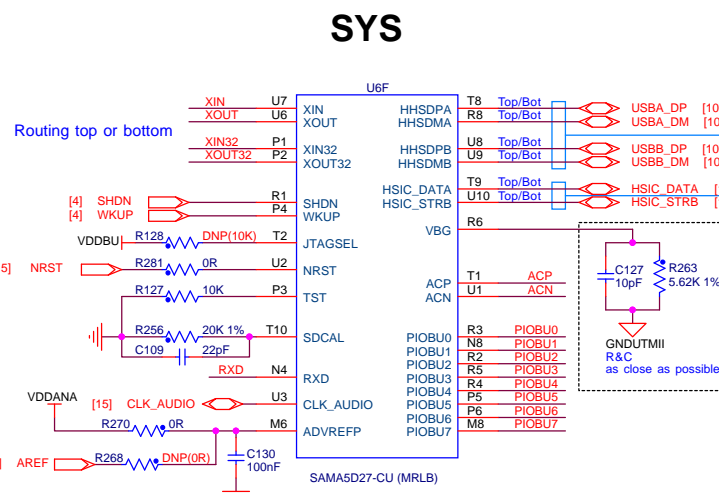 SYS
U6F
Routing top or bottom
XIN U7 XIN
XOUT U6 XOUT
XIN32 P1 XIN32
XOUT32 P2 XOUT32
[4] SHDN R1 SHDN
[4] WKUP P4 WKUP
VDDBU R128 DNP(10K) T2 JTAGSEL
5] NRST R281 0R U2 NRST
R127 10K P3 TST
R256 20K 1% T10 SDCAL
C109 22pF
RXD N4 RXD
[15] CLK_AUDIO U3 CLK_AUDIO
VDDANA
R270 0R M6 ADVREFP
] AREF R268 DNP(0R)
C130
100nF
HHSDPA T8 Top/Bot USBA_DP [10
HHSDMA R8 Top/Bot USBA_DM [10
HHSDPB U8 Top/Bot USBB_DP [10
HHSDMB U9 Top/Bot USBB_DM [10
HSIC_DATA T9 Top/Bot HSIC_DATA [
HSIC_STRB U10 Top/Bot HSIC_STRB [
VBG R6
C127
10pF
R263
5.62K 1%
GNDUTMII
R&C
as close as possible
ACP T1 ACP
ACN U1 ACN
PIOBU0 R3 PIOBU0
PIOBU1 N8 PIOBU1
PIOBU2 R2 PIOBU2
PIOBU3 R5 PIOBU3
PIOBU4 R4 PIOBU4
PIOBU5 P5 PIOBU5
PIOBU6 P6 PIOBU6
PIOBU7 M8 PIOBU7
SAMA5D27-CU (MRLB)